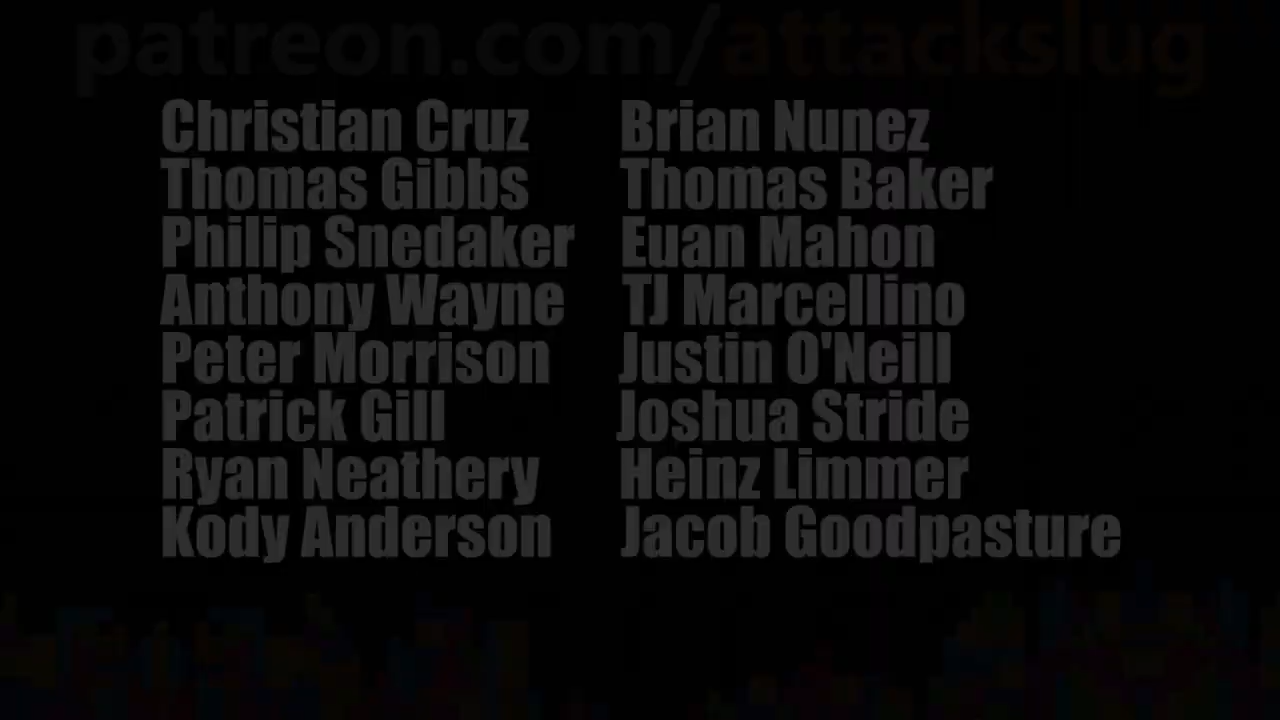 patreon.com/attackslug
Christian Cruz
Thomas Gibbs
Philip Snedaker
Anthony Wayne
Peter Morrison
Patrick Gill
Ryan Neathery
Kody Anderson
Brian Nunez
Thomas Baker
Euan Mahon
TJ Marcellino
Justin O'Neill
Joshua Stride
Heinz Limmer
Jacob Goodpasture